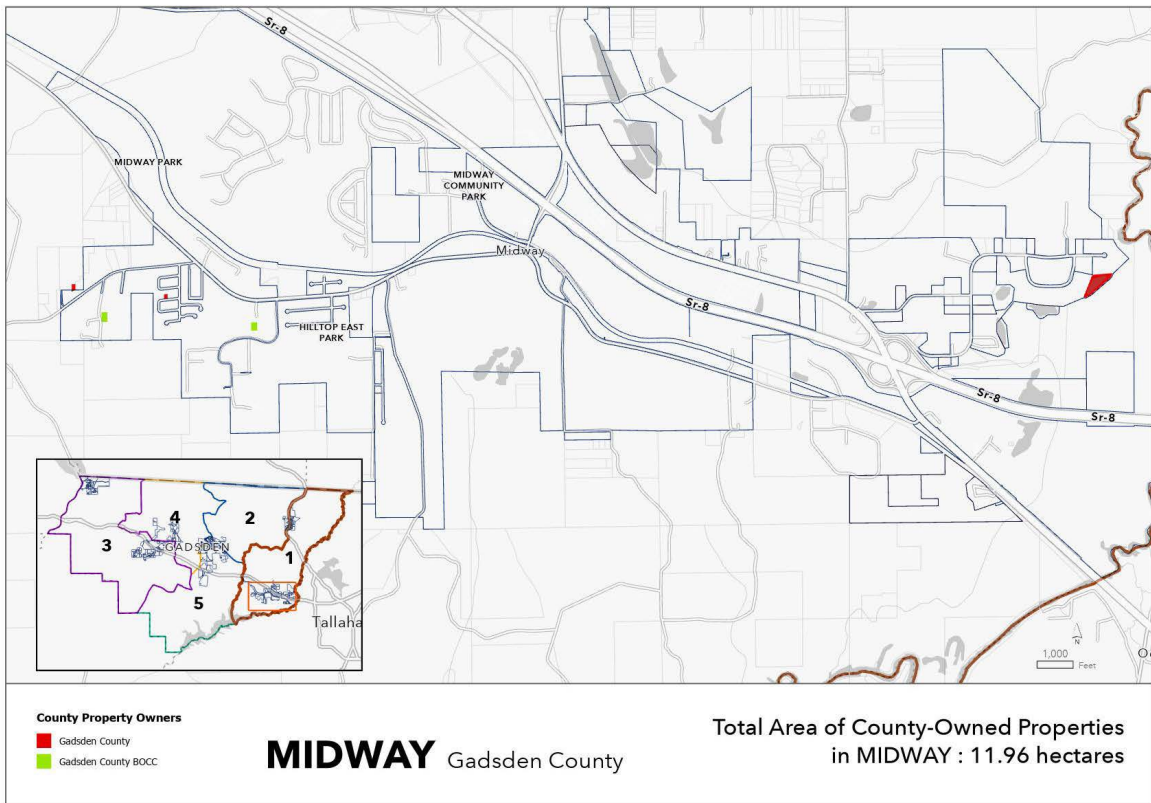 Sr-8
MIDWAY PARK
MIDWAY
COMMUNITY
PARK
Midway
Sr-8
HILLTOP EAST
PARK
Sr-8
Sr-8
4
2
3
GADSDEN
1
5
Tallaha
1,000
Feet
N
County Property Owners
Gadsden County
Gadsden County BOCC
MIDWAY Gadsden County
Total Area of County-Owned Properties
in MIDWAY : 11.96 hectares